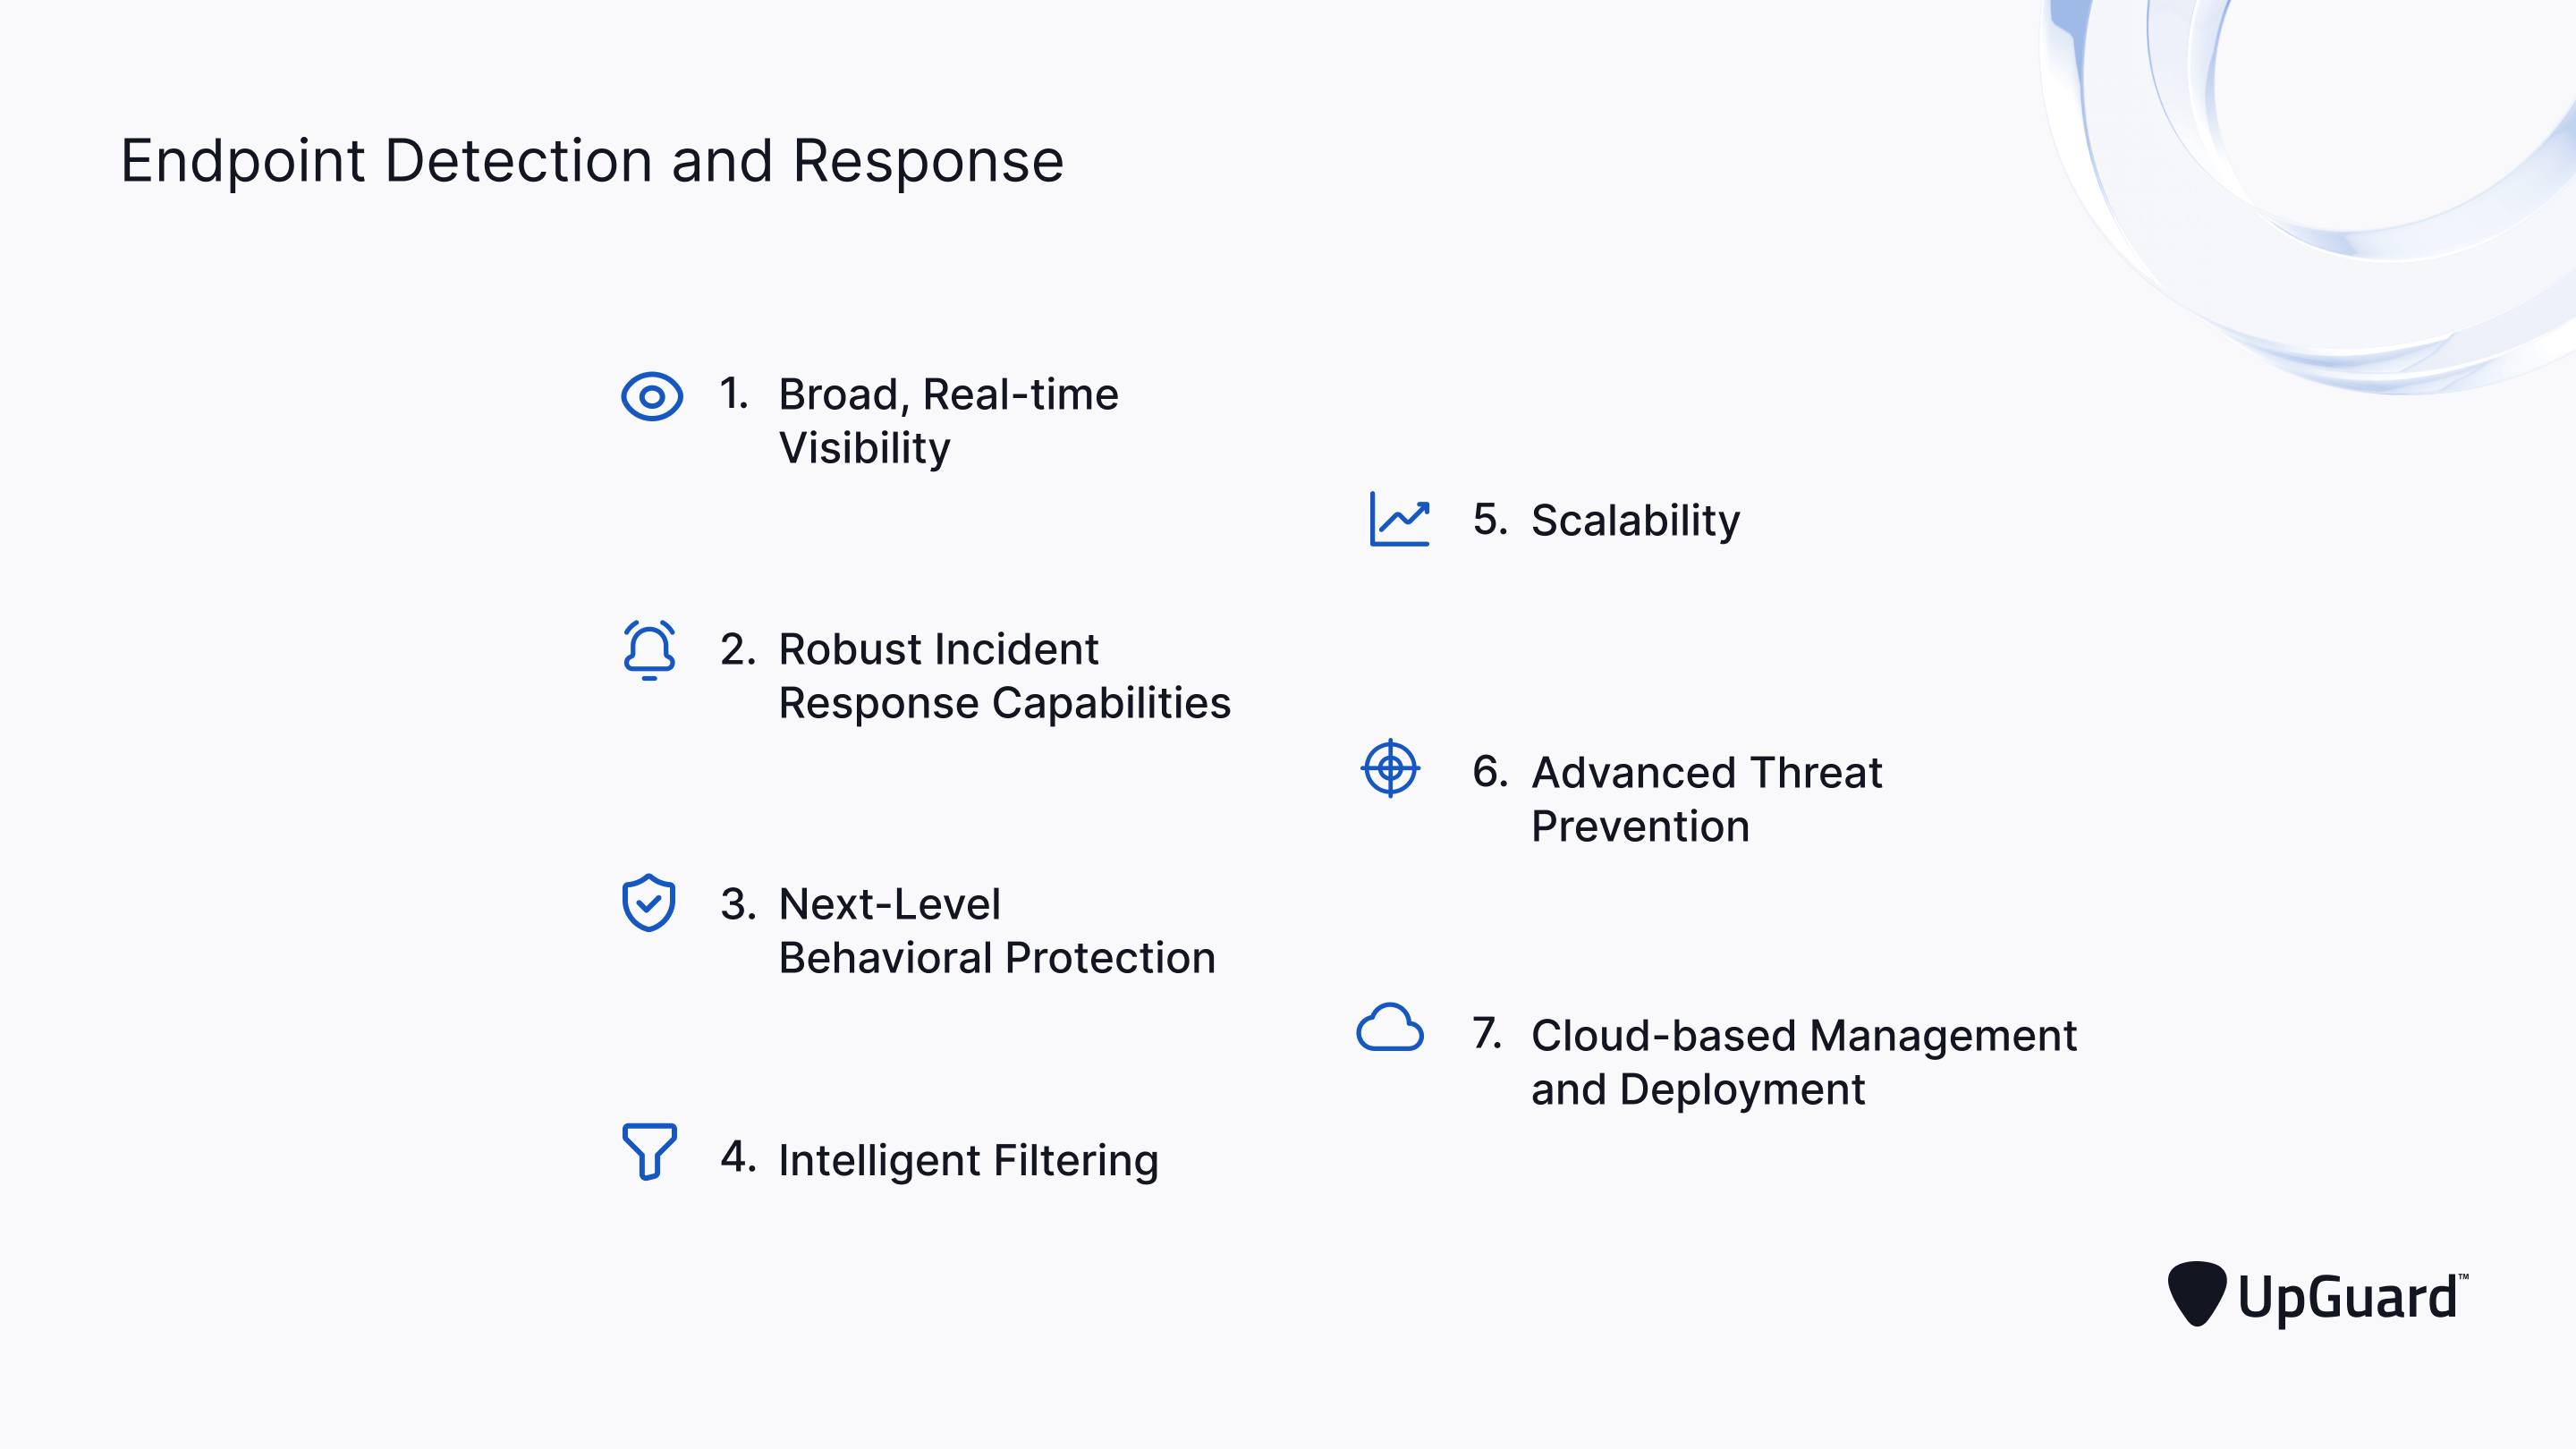 Endpoint Detection and Response
1. Broad, Real-time
Visibility
2. Robust Incident
Response Capabilities
3. Next-Level
Behavioral Protection
4. Intelligent Filtering
5. Scalability
6. Advanced Threat
Prevention
7. Cloud-based Management
and Deployment
UpGuard™